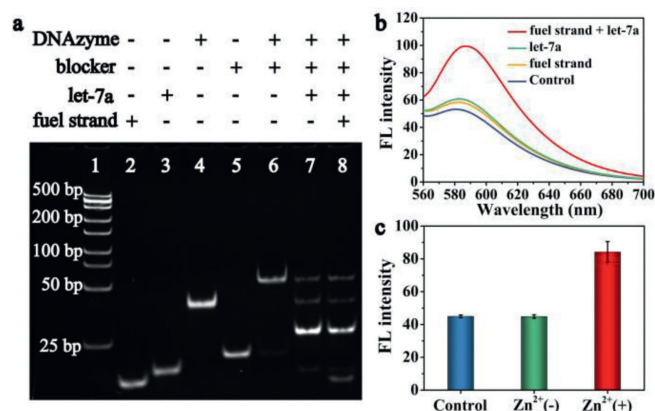 a
DNAzyme - - + - + + +
blocker - - - + + + +
let-7a - + - - - + +
fuel strand + - - - - - +
1 2 3 4 5 6 7 8
500 bp
200 bp
100 bp
50 bp
25 bp
b
FL intensity
120
100
80
60
40
20
0
fuel strand + let-7a
let-7a
fuel strand
Control
560 580 600 620 640 660 680 700
Wavelength (nm)
c
FL intensity
100
80
60
40
20
0
Control Zn²⁺(-) Zn²⁺(+)